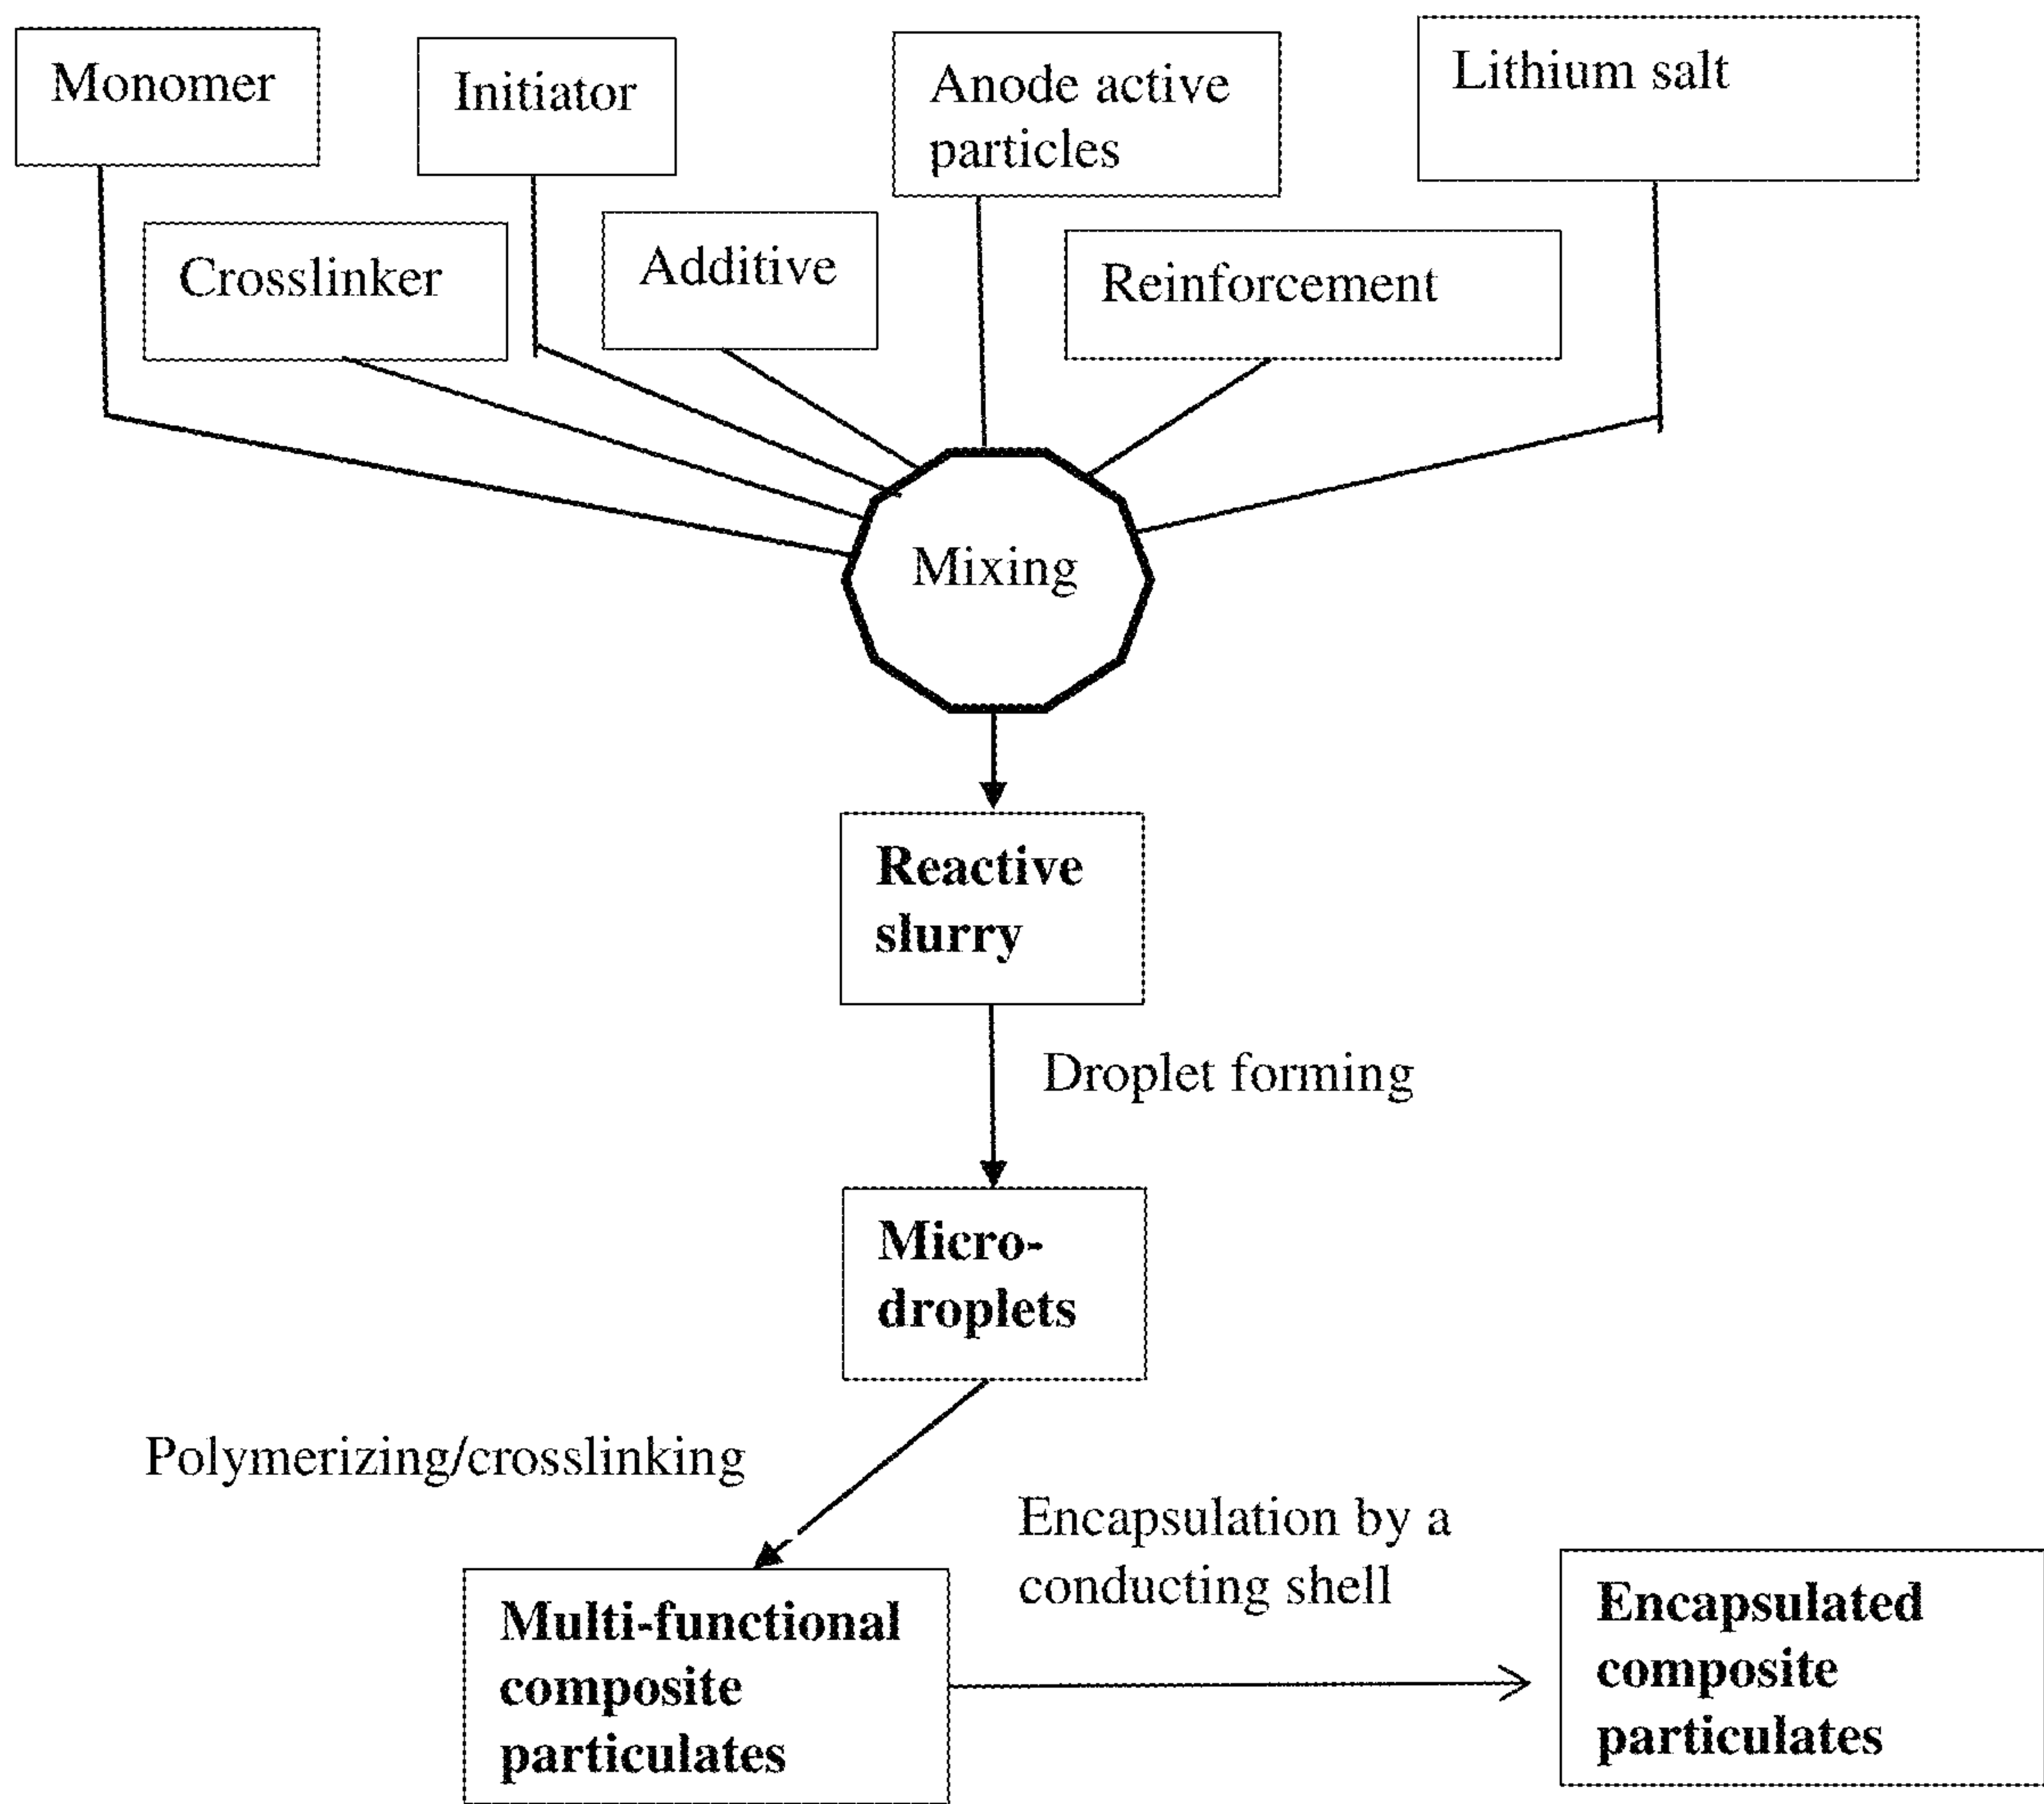 Monomer
Initiator
Anode active
particles
Lithium salt
Crosslinker
Additive
Reinforcement
Mixing
Reactive
slurry
Droplet forming
Micro-
droplets
Polymerizing/crosslinking
Encapsulation by a
conducting shell
Multi-functional
composite
particulates
Encapsulated
composite
particulates